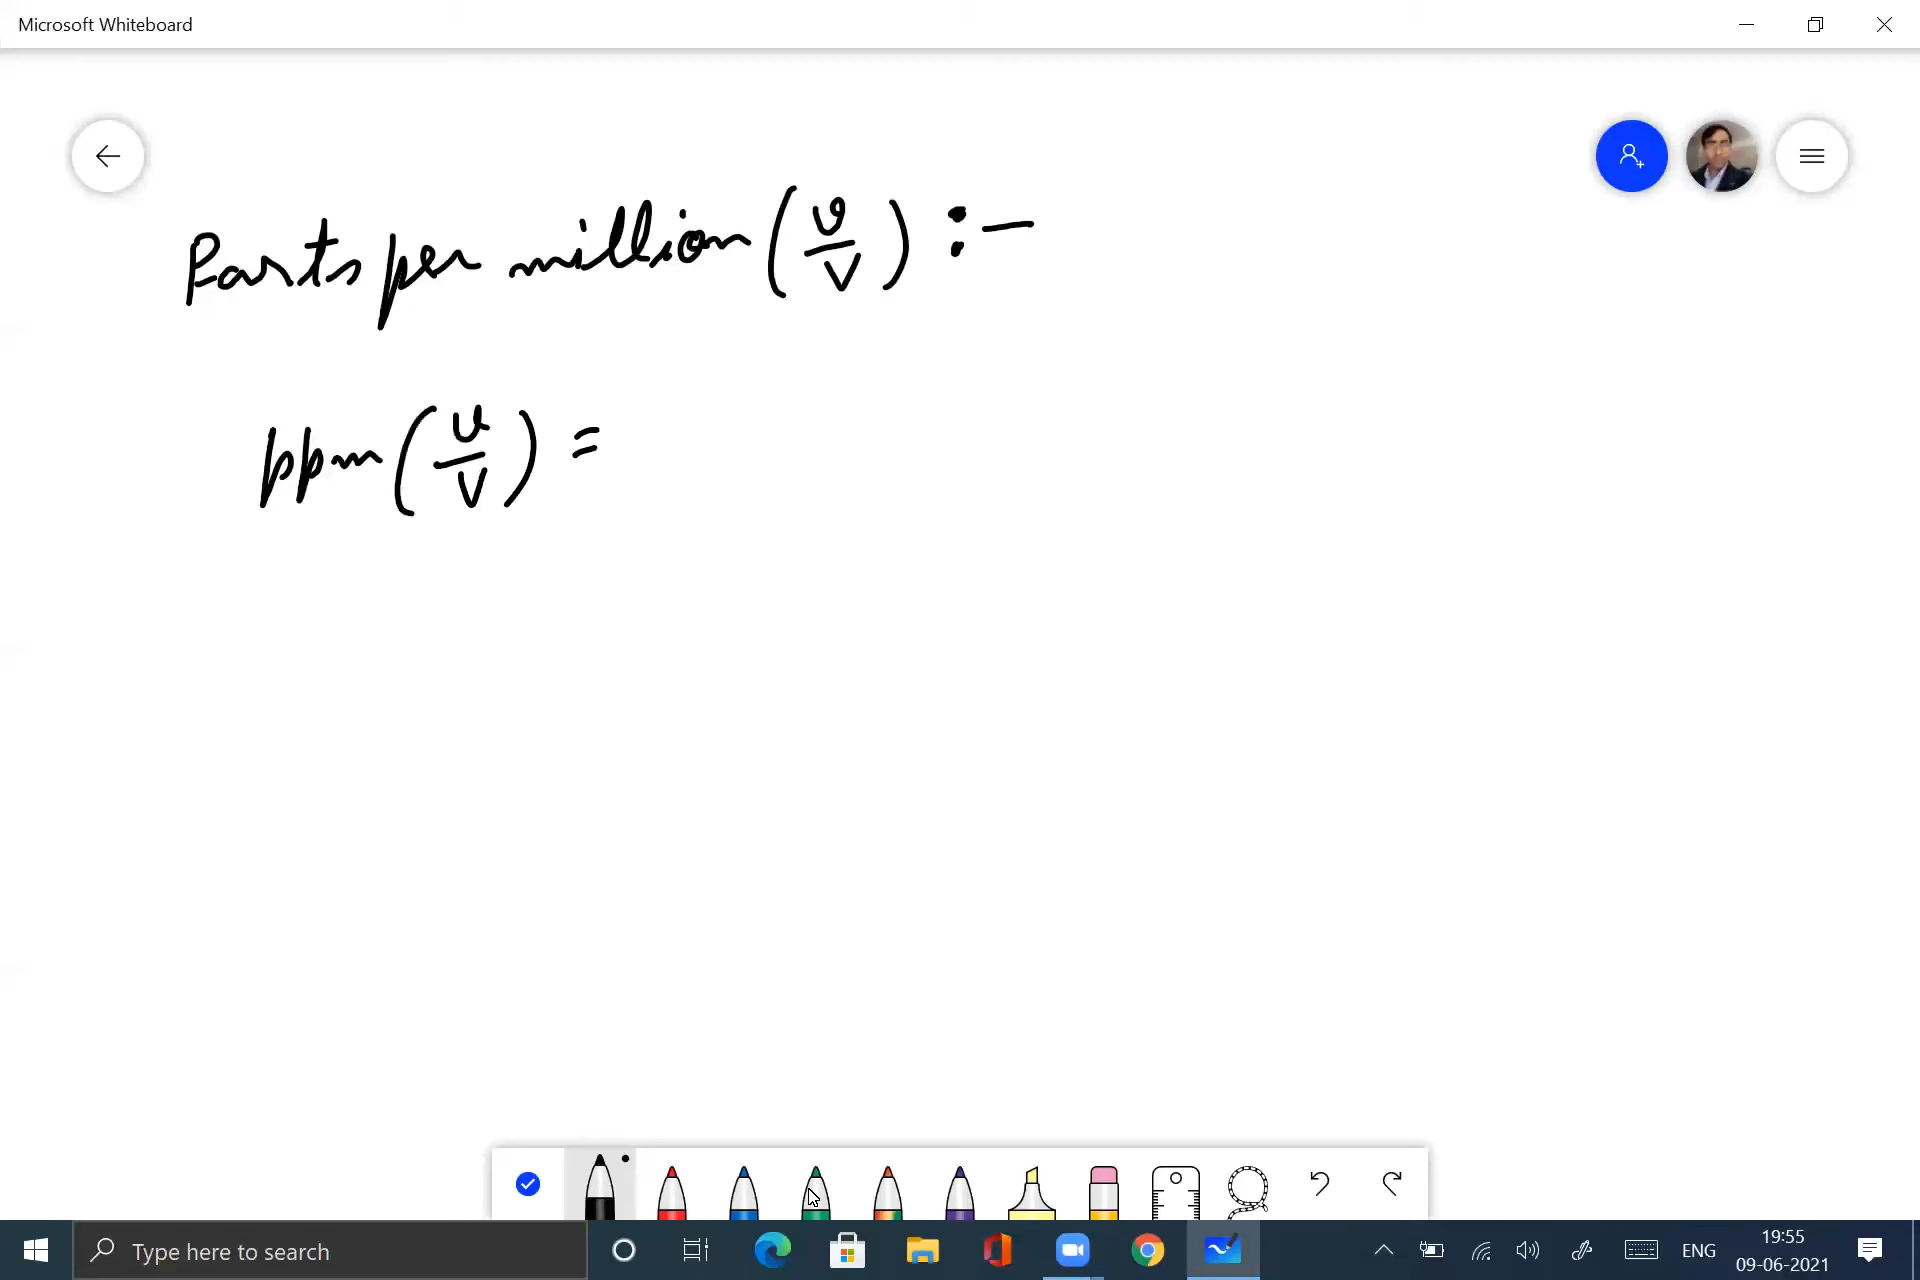 Microsoft Whiteboard
Parts per million (v/V) :-
ppm (v/V) =
Type here to search
ENG
19:55
09-06-2021